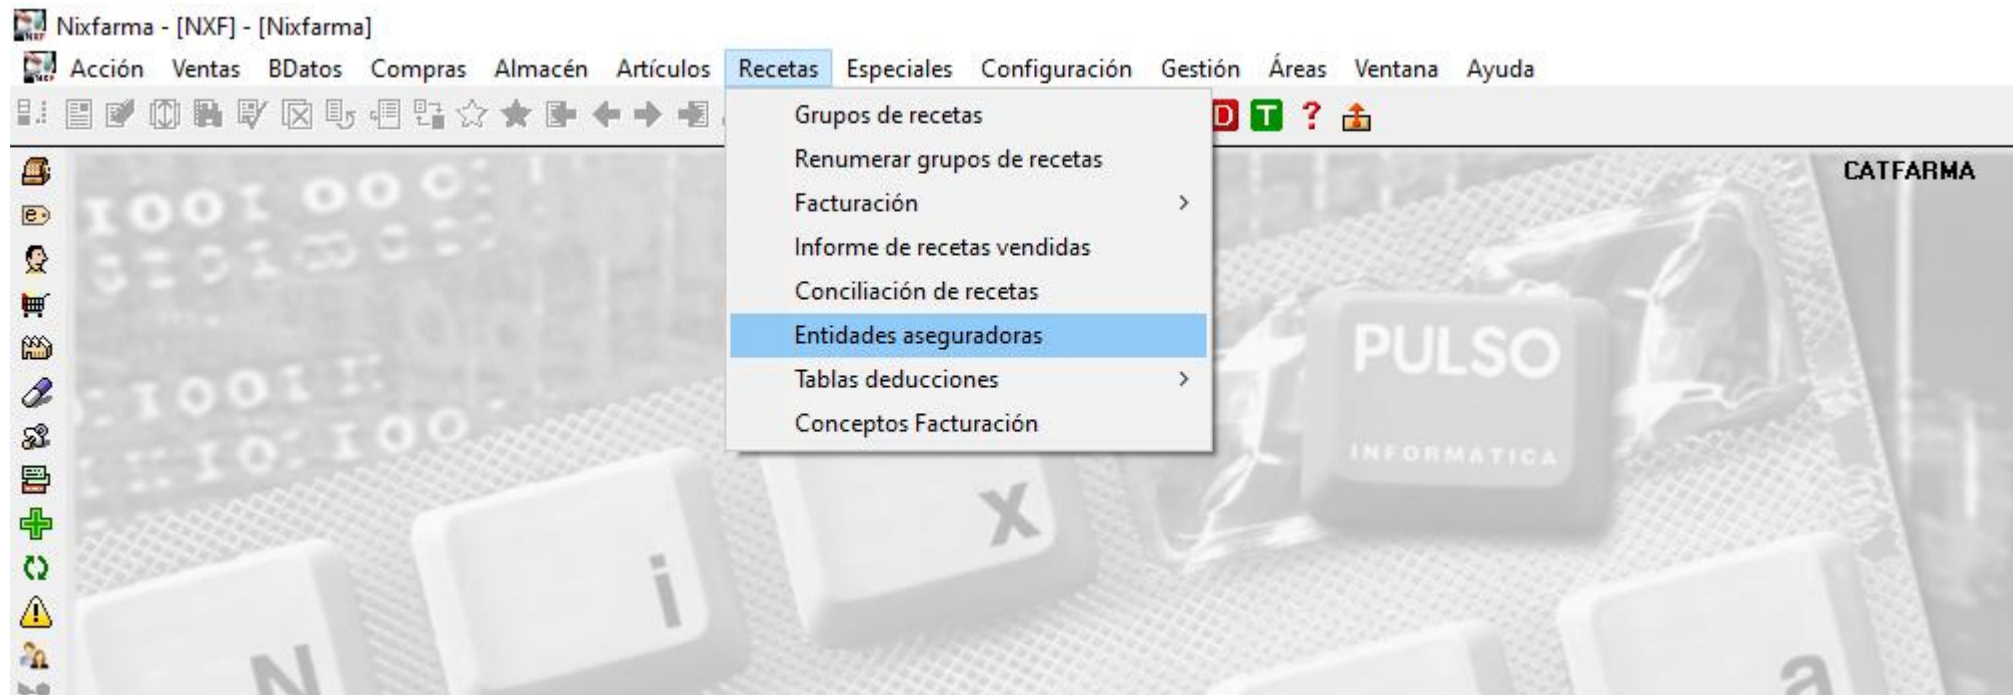 Nixfarma - [NXF] - [Nixfarma]
Acción Ventas BDatos Compras Almacén Artículos Recetas Especiales Configuración Gestión Áreas Ventana Ayuda
D T ?
Grupos de recetas
Renumerar grupos de recetas
Facturación
Informe de recetas vendidas
Conciliación de recetas
Entidades aseguradoras
Tablas deducciones
Conceptos Facturación
CATFARMA
PULSO
INFORMATICA
N i x a